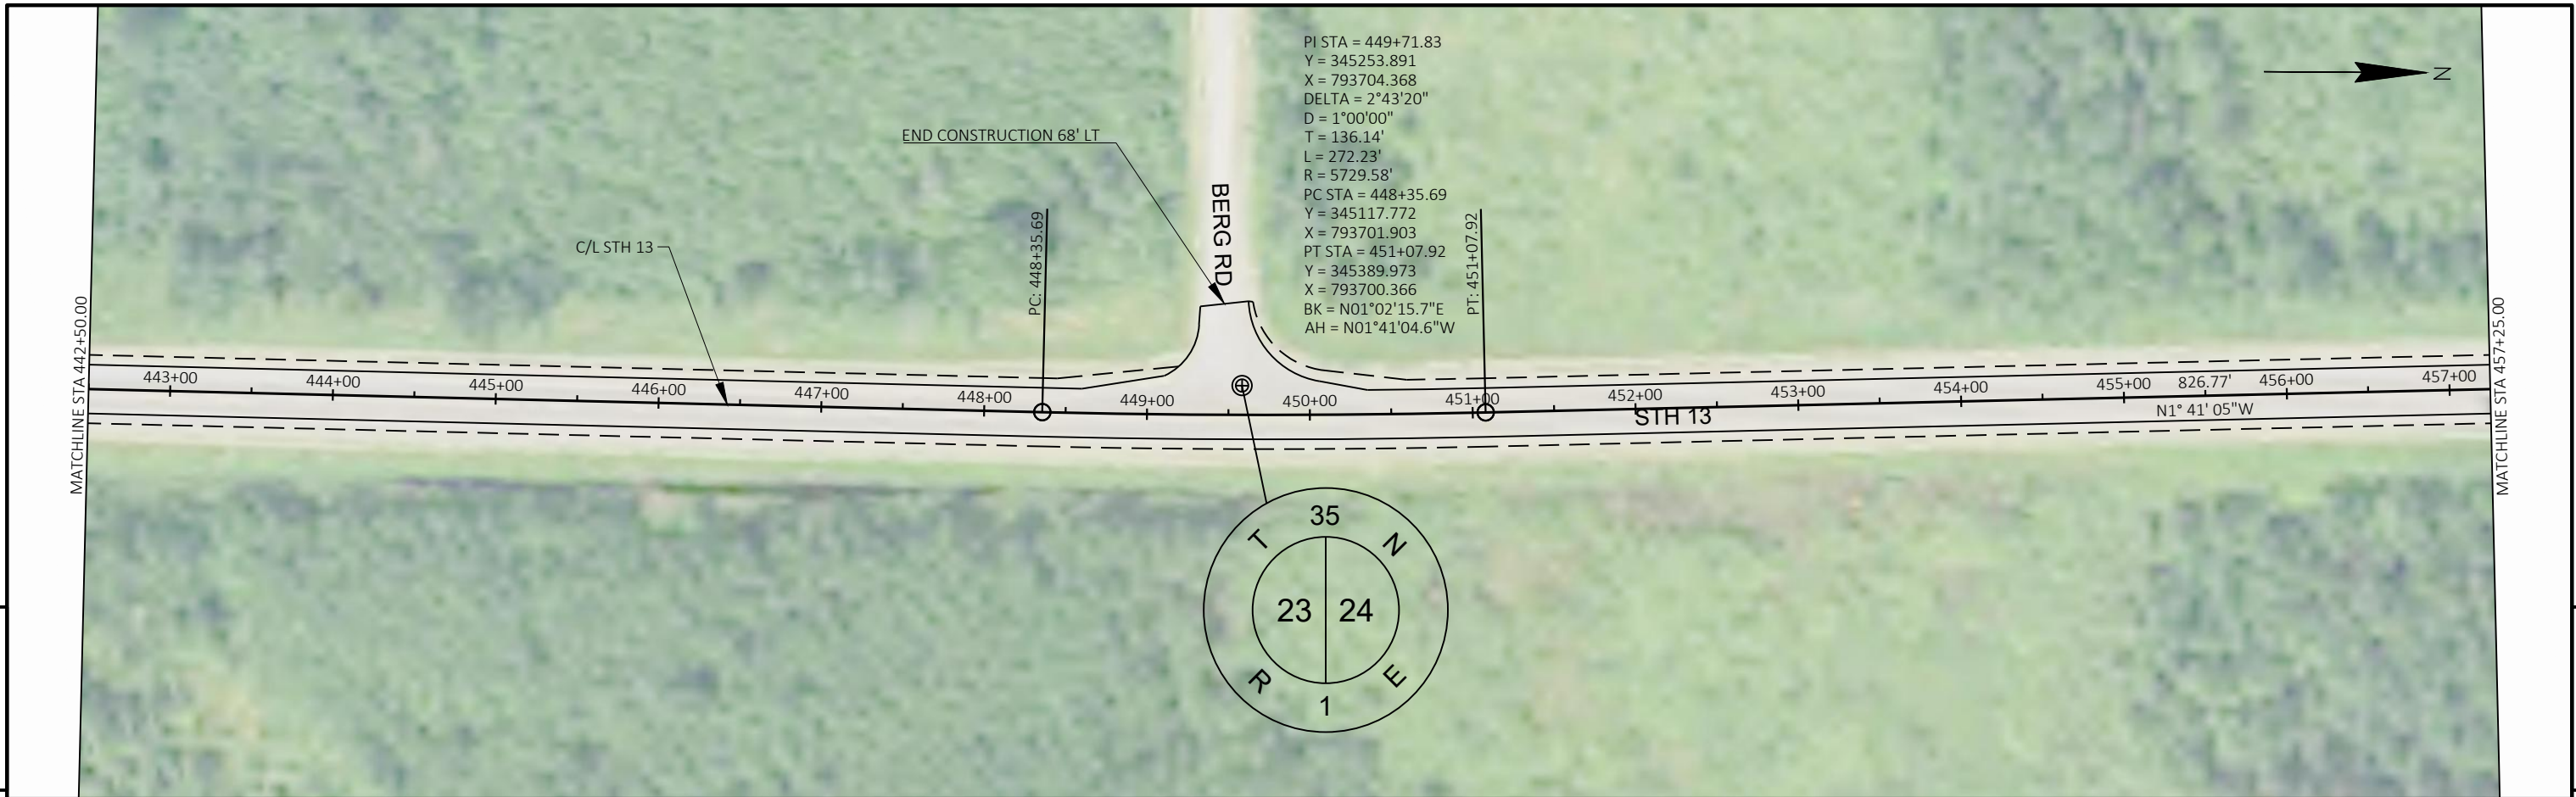 PI STA = 449+71.83
Y = 345253.891
X = 793704.368
DELTA = 2°43'20"
D = 1°00'00"
T = 136.14'
L = 272.23'
R = 5729.58'
PC STA = 448+35.69
Y = 345117.772
X = 793701.903
PT STA = 451+07.92
Y = 345389.973
X = 793700.366
BK = N01°02'15.7"E
AH = N01°41'04.6"W
N
END CONSTRUCTION 68' LT
BERG RD
C/L STH 13
PC: 448+35.69
PT: 451+07.92
MATCHLINE STA 442+50.00
443+00
444+00
445+00
446+00
447+00
448+00
449+00
450+00
451+00
452+00
453+00
454+00
455+00
826.77'
456+00
457+00
STH 13
N1° 41' 05"W
MATCHLINE STA 457+25.00
35
T N
23 24
R E
1